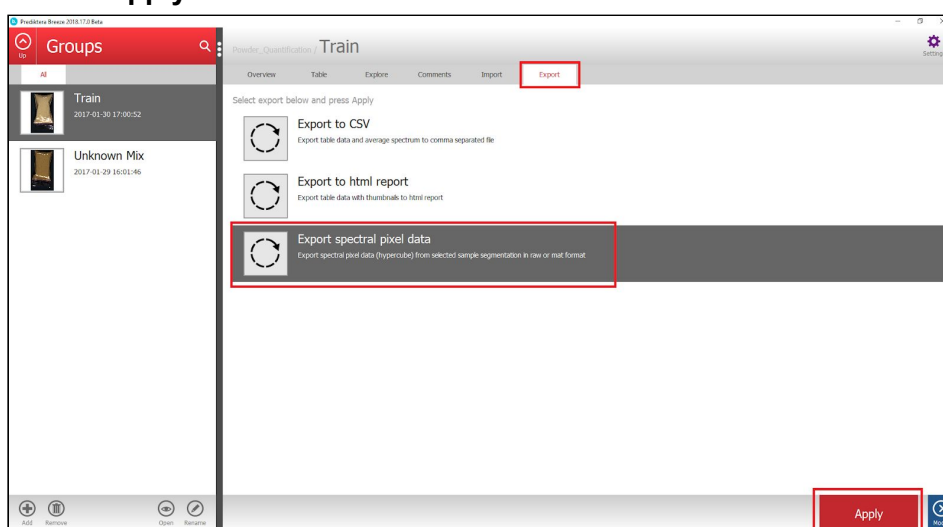 Apply
Prediktera Breeze 2018.17.0 Beta
Up
Groups
Powder_Quantification / Train
Setting
All
Overview Table Explore Comments Import Export
Train
2017-01-30 17:00:52
Unknown Mix
2017-01-29 16:01:46
Select export below and press Apply
Export to CSV
Export table data and average spectrum to comma separated file
Export to html report
Export table data with thumbnails to html report
Export spectral pixel data
Export spectral pixel data (hypercube) from selected sample segmentation in raw or mat format
Add Remove Open Rename
Apply